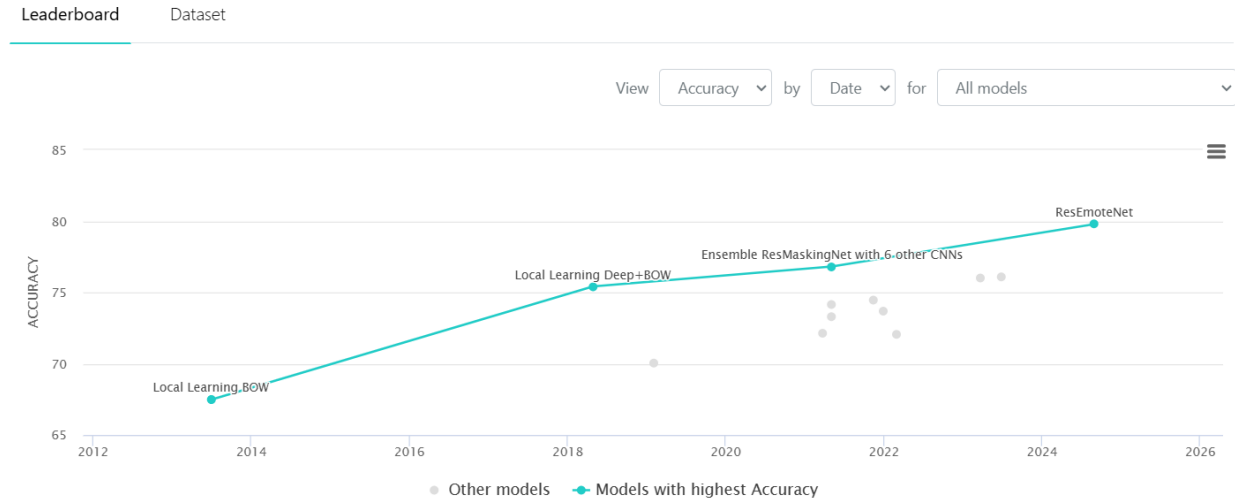 Leaderboard Dataset
View Accuracy by Date for All models
85
80
75
70
65
ACCURACY
ResEmoteNet
Ensemble ResMaskingNet with 6 other CNNs
Local Learning Deep+BOW
Local Learning BOW
2012 2014 2016 2018 2020 2022 2024 2026
Other models Models with highest Accuracy